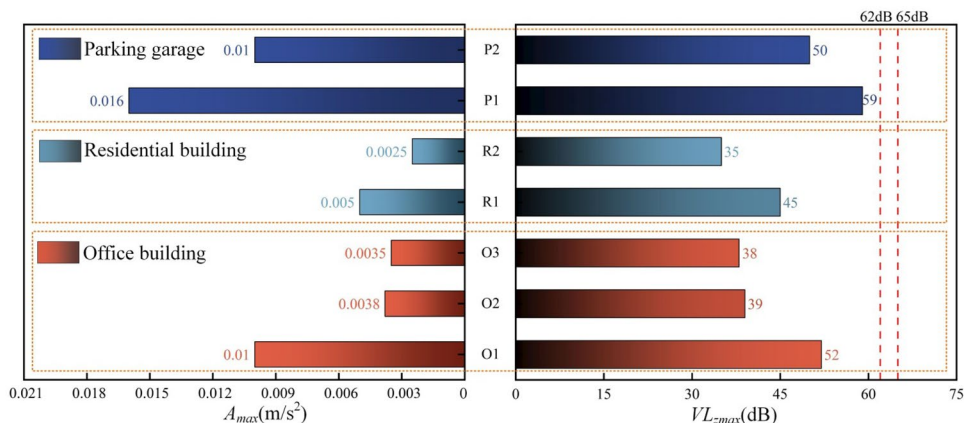 62dB 65dB
Parking garage 0.01 P2 50
0.016 P1 59
Residential building 0.0025 R2 35
0.005 R1 45
Office building 0.0035 O3 38
0.0038 O2 39
0.01 O1 52
0.021 0.018 0.015 0.012 0.009 0.006 0.003 0 0 15 30 45 60 75
A_max(m/s²) VL_zmax(dB)